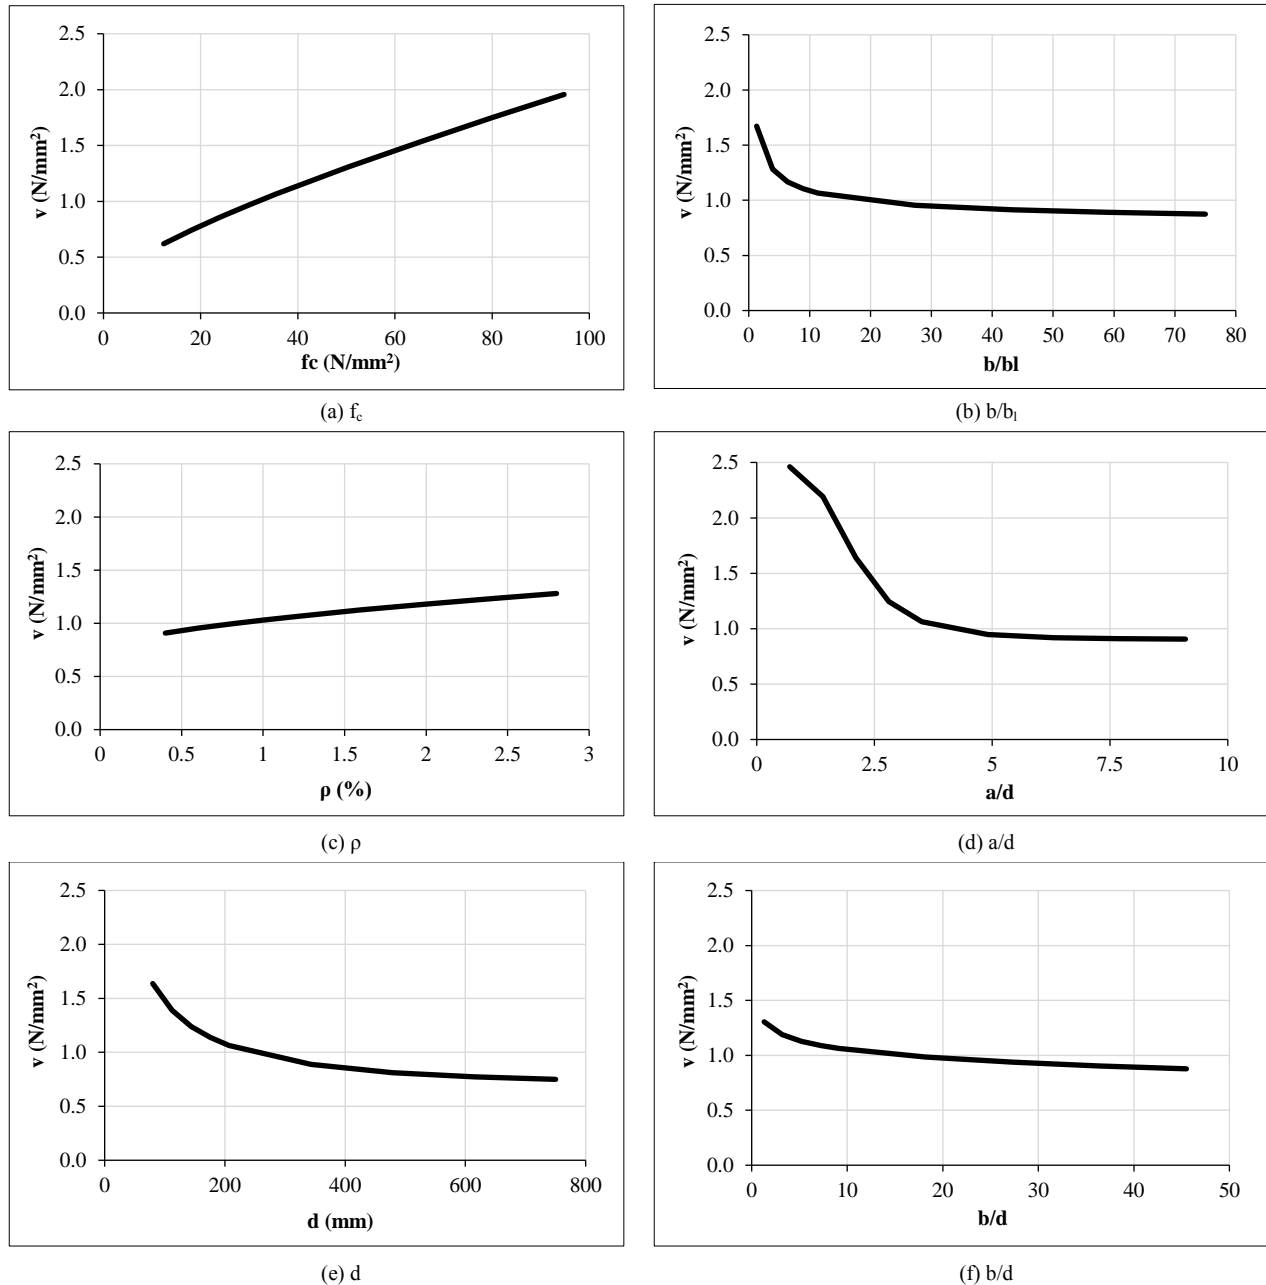 2.5
2.0
1.5
1.0
0.5
0.0
v (N/mm²)
0 20 40 60 80 100
fc (N/mm²)
(a) f_c
2.5
2.0
1.5
1.0
0.5
0.0
v (N/mm²)
0 10 20 30 40 50 60 70 80
b/bl
(b) b/b_l
2.5
2.0
1.5
1.0
0.5
0.0
v (N/mm²)
0 0.5 1 1.5 2 2.5 3
ρ (%)
(c) ρ
2.5
2.0
1.5
1.0
0.5
0.0
v (N/mm²)
0 2.5 5 7.5 10
a/d
(d) a/d
2.5
2.0
1.5
1.0
0.5
0.0
v (N/mm²)
0 200 400 600 800
d (mm)
(e) d
2.5
2.0
1.5
1.0
0.5
0.0
v (N/mm²)
0 10 20 30 40 50
b/d
(f) b/d